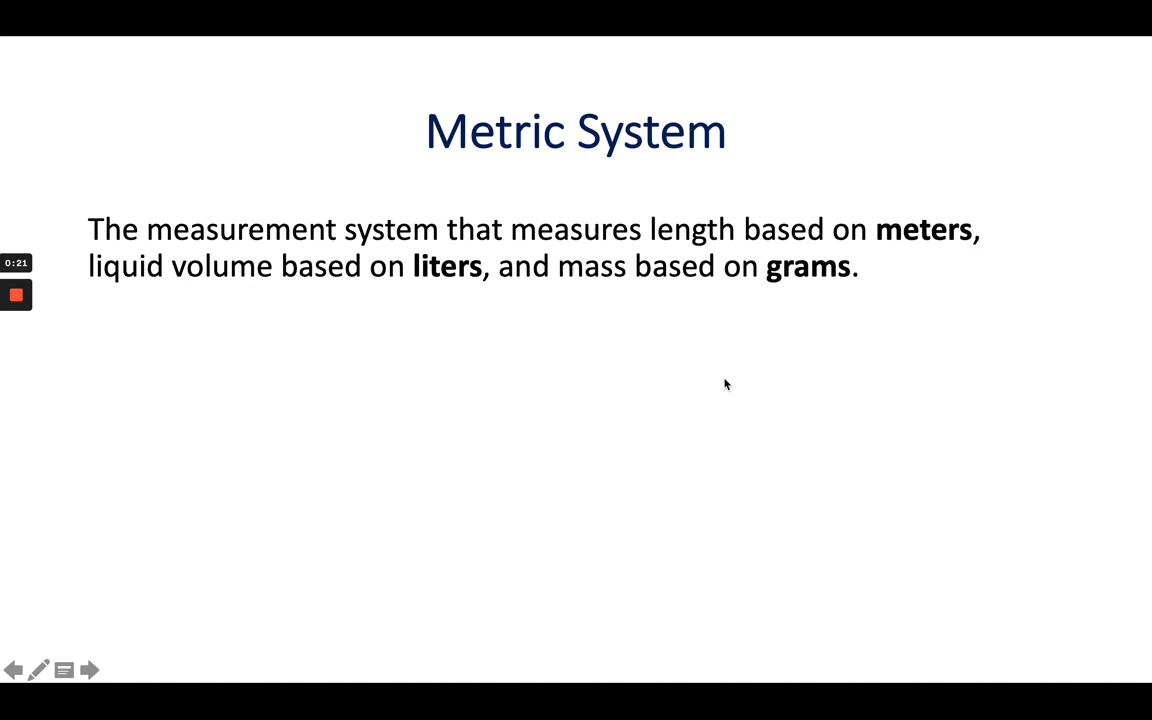 Metric System
The measurement system that measures length based on meters,
liquid volume based on liters, and mass based on grams.
0:21